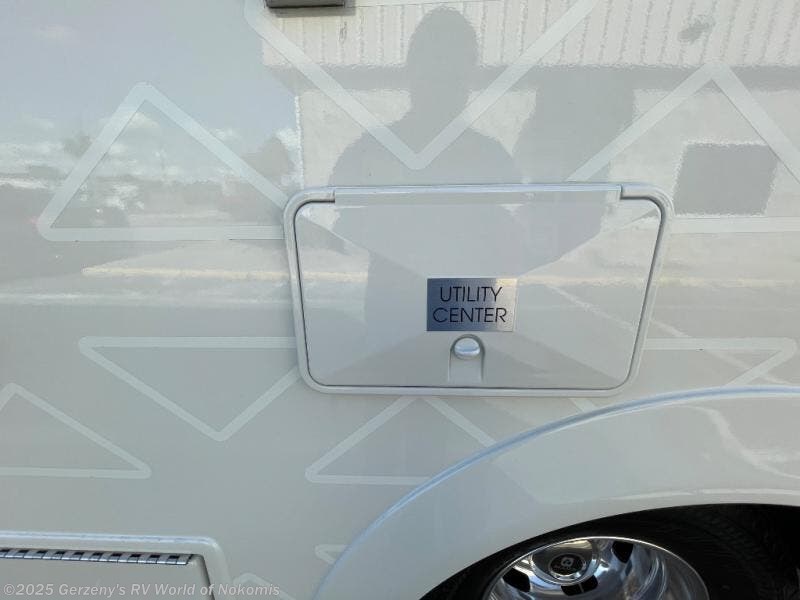 UTILITY
CENTER
©2025 Gerzeny's RV World of Nokomis